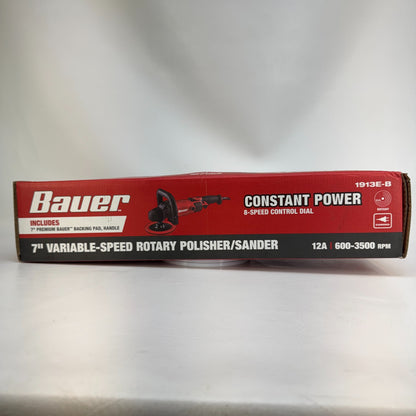 1913E-B
Bauer
CONSTANT POWER
6-SPEED CONTROL DIAL
INCLUDES
7" PREMIUM BAUER™ BACKING PAD, HANDLE
7" VARIABLE-SPEED ROTARY POLISHER/SANDER
12A | 600-3500 RPM